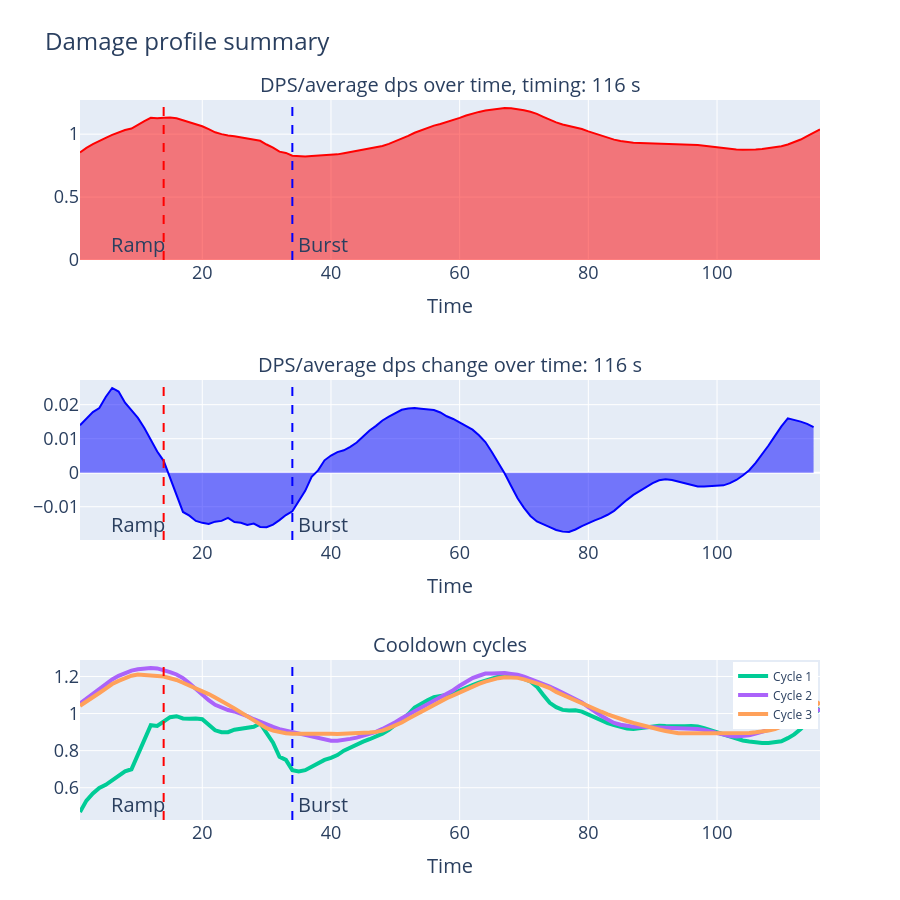 Damage profile summary
DPS/average dps over time, timing: 116 s
1
0.5
0
Ramp
Burst
20 40 60 80 100
Time
DPS/average dps change over time: 116 s
0.02
0.01
0
−0.01
Ramp
Burst
20 40 60 80 100
Time
Cooldown cycles
1.2
1
0.8
0.6
Cycle 1
Cycle 2
Cycle 3
Ramp
Burst
20 40 60 80 100
Time